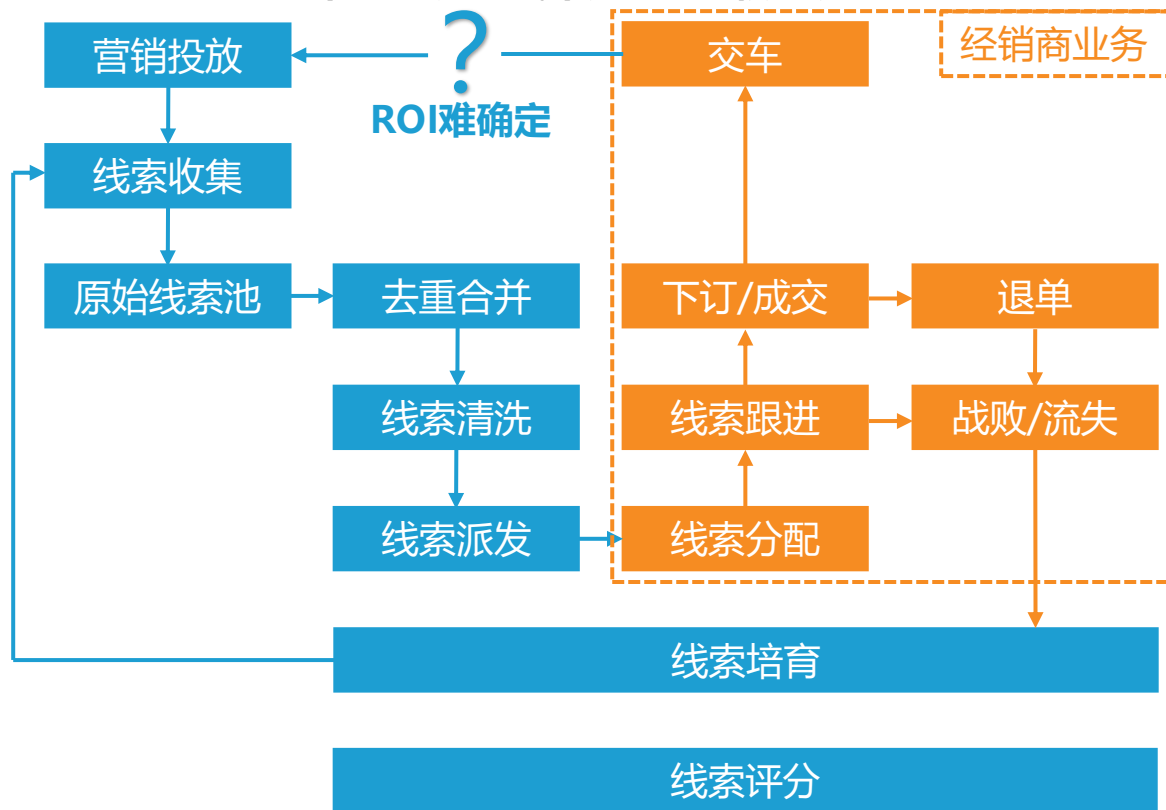 营销投放
?
ROI难确定
交车
经销商业务
线索收集
原始线索池
去重合并
下订/成交
退单
线索清洗
线索跟进
战败/流失
线索派发
线索分配
线索培育
线索评分